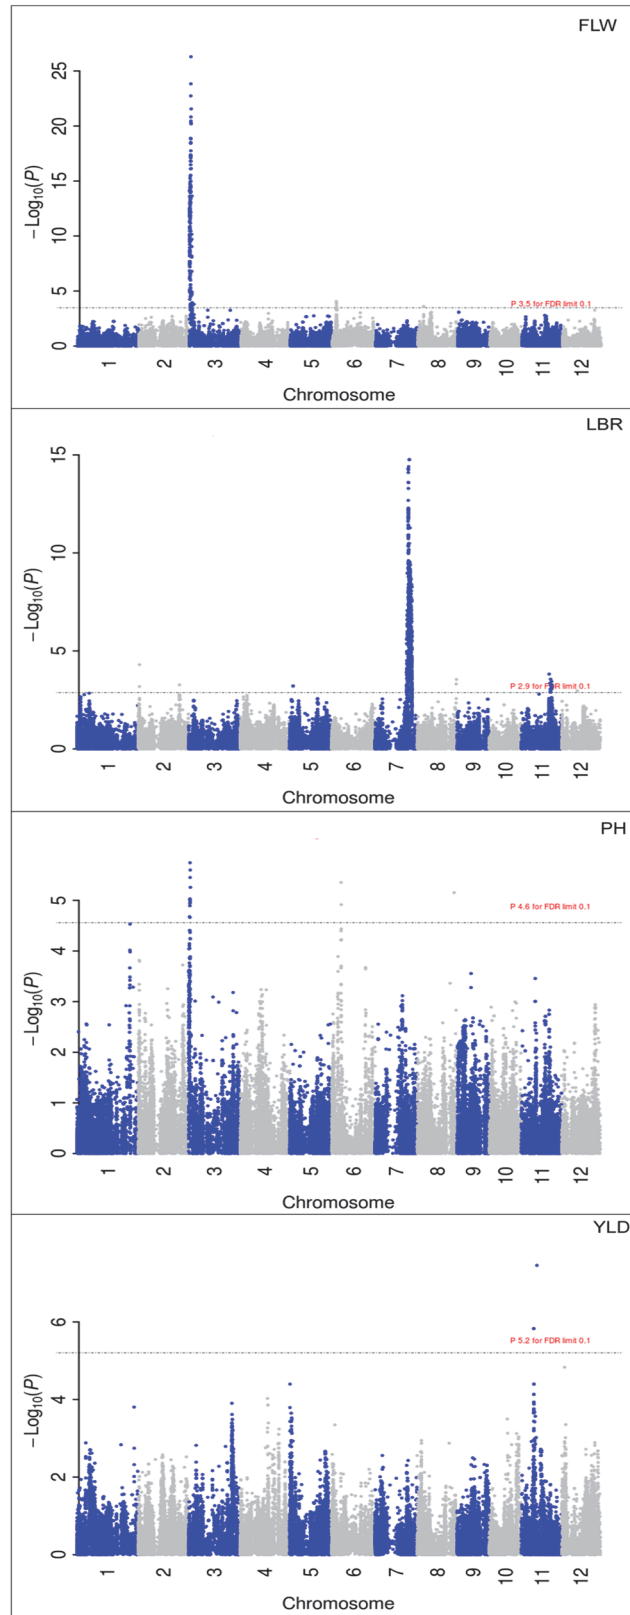 FLW
25
20
15
10
5
0
− Log10(P)
P 3.5 for FDR limit 0.1
1 2 3 4 5 6 7 8 9 10 11 12
Chromosome
LBR
15
10
5
0
− Log10(P)
P 2.9 for FDR limit 0.1
1 2 3 4 5 6 7 8 9 10 11 12
Chromosome
PH
5
4
3
2
1
0
− Log10(P)
P 4.6 for FDR limit 0.1
1 2 3 4 5 6 7 8 9 10 11 12
Chromosome
YLD
6
4
2
0
− Log10(P)
P 5.2 for FDR limit 0.1
1 2 3 4 5 6 7 8 9 10 11 12
Chromosome